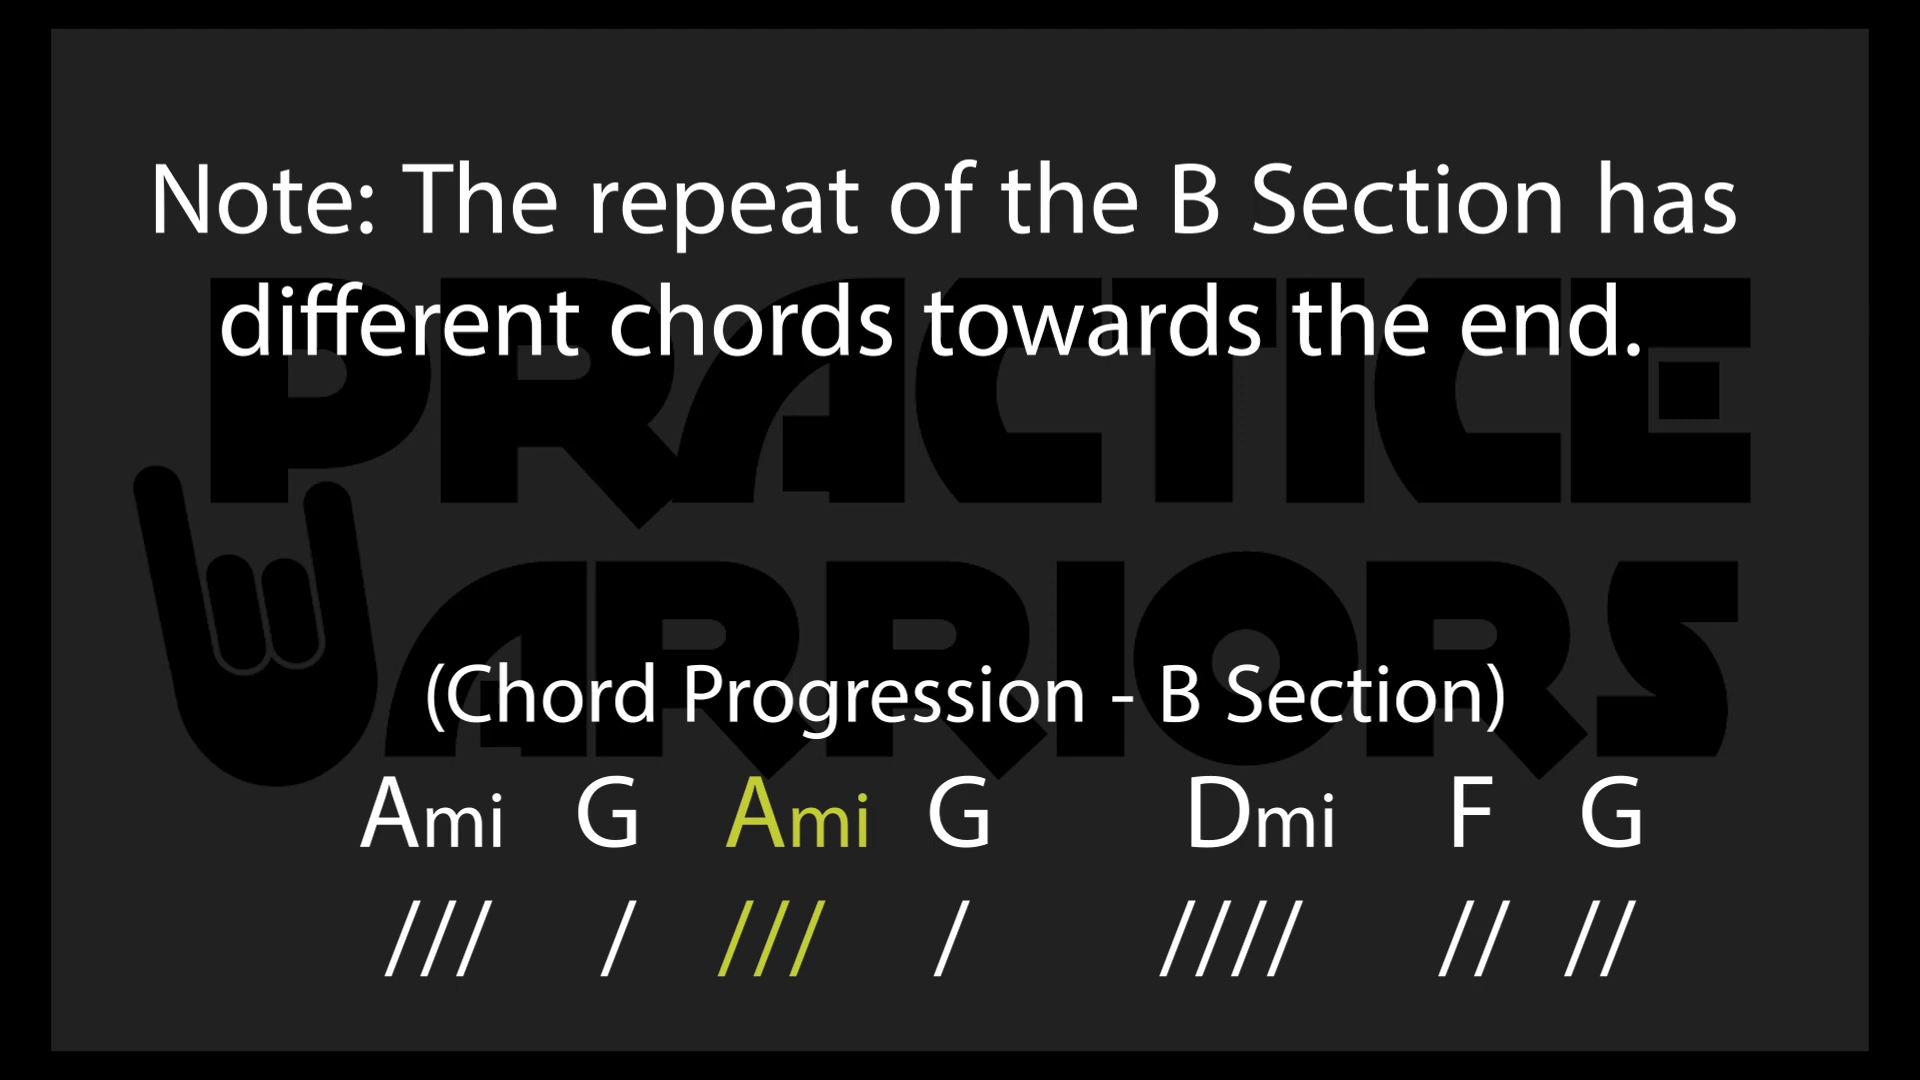 Note: The repeat of the B Section has
different chords towards the end.
PRACTICE
WARRIORS
(Chord Progression - B Section)
Ami G Ami G Dmi F G
/// / /// / //// // //